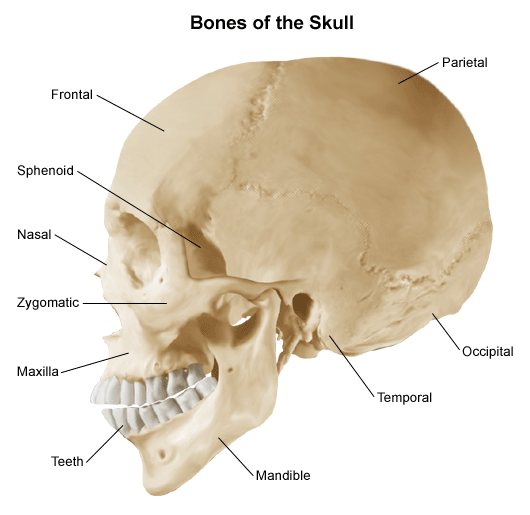 Bones of the Skull
Parietal
Frontal
Sphenoid
Nasal
Zygomatic
Maxilla
Occipital
Temporal
Teeth
Mandible